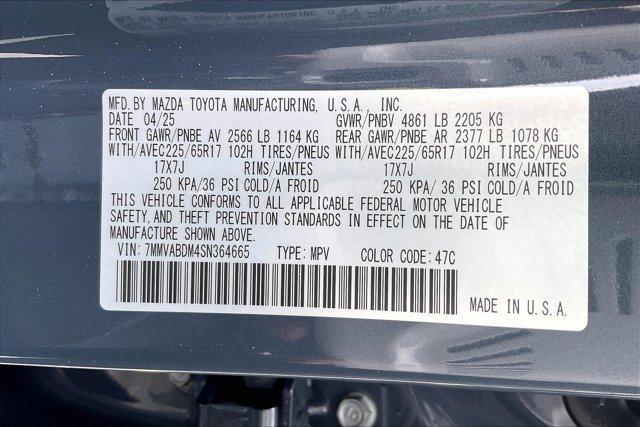 MFD. BY MAZDA TOYOTA MANUFACTURING, U.S.A., INC.
DATE 04/25 GVWR/PNBV 4861 LB 2205 KG
FRONT GAWR/PNBE AV 2566 LB 1164 KG REAR GAWR/PNBE AR 2377 LB 1078 KG
WITH/AVEC225/65R17 102H TIRES/PNEUS WITH/AVEC225/65R17 102H TIRES/PNEUS
17X7J RIMS/JANTES 17X7J RIMS/JANTES
250 KPA/36 PSI COLD/A FROID 250 KPA/ 36 PSI COLD/A FROID
THIS VEHICLE CONFORMS TO ALL APPLICABLE FEDERAL MOTOR VEHICLE
SAFETY, AND THEFT PREVENTION STANDARDS IN EFFECT ON THE DATE OF
MANUFACTURE SHOWN ABOVE.
VIN: 7MMVABDM4SN364665 TYPE: MPV COLOR CODE: 47C
MADE IN U.S.A.